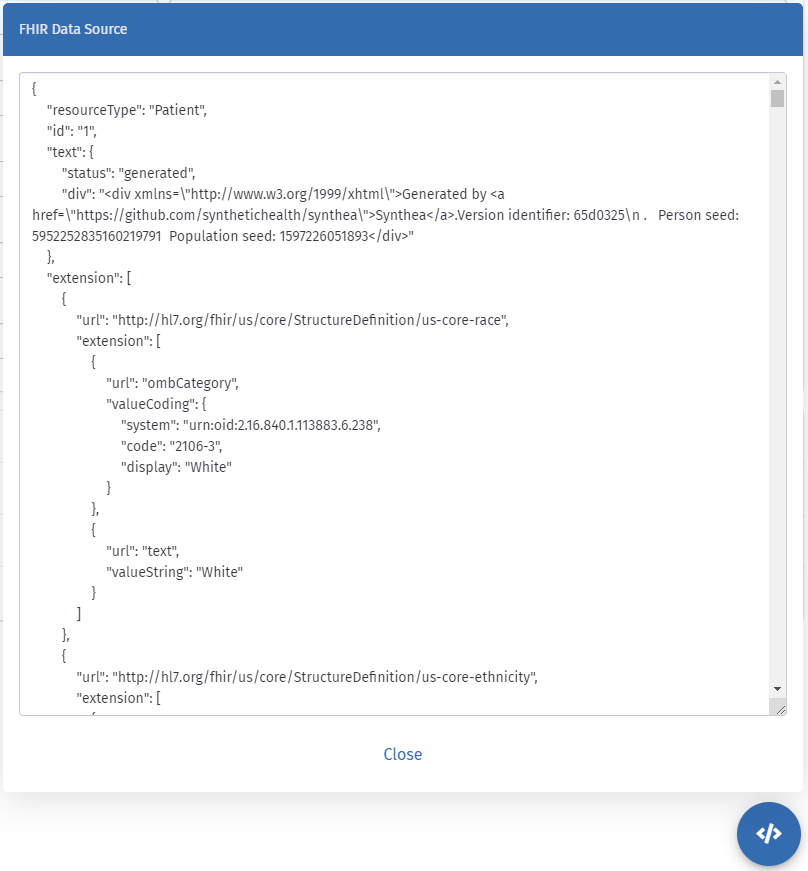 FHIR Data Source
{
"resourceType": "Patient",
"id": "1",
"text": {
"status": "generated",
"div": "<div xmlns=\"http://www.w3.org/1999/xhtml\">Generated by <a
href=\"https://github.com/synthetichealth/synthea\">Synthea</a>.Version identifier: 65d0325\n .   Person seed:
5952252835160219791  Population seed: 1597226051893</div>"
},
"extension": [
{
"url": "http://hl7.org/fhir/us/core/StructureDefinition/us-core-race",
"extension": [
{
"url": "ombCategory",
"valueCoding": {
"system": "urn:oid:2.16.840.1.113883.6.238",
"code": "2106-3",
"display": "White"
}
},
{
"url": "text",
"valueString": "White"
}
]
},
{
"url": "http://hl7.org/fhir/us/core/StructureDefinition/us-core-ethnicity",
"extension": [
{
Close